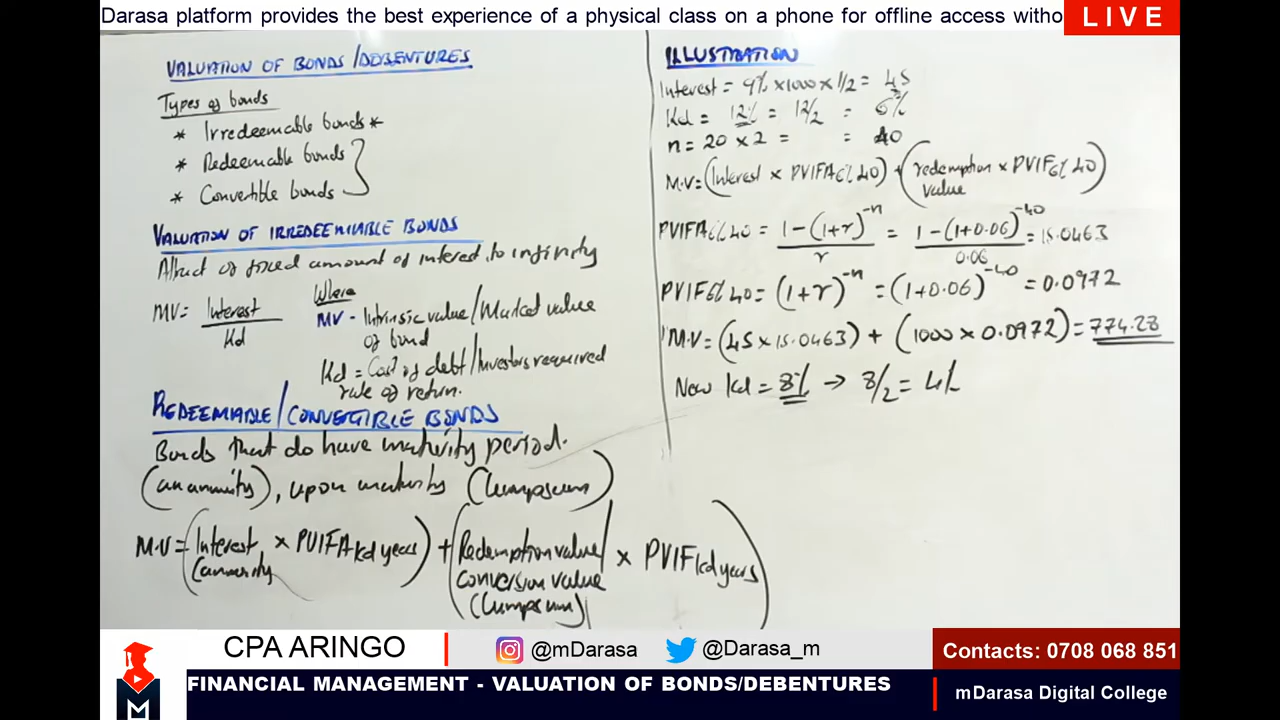 Darasa platform provides the best experience of a physical class on a phone for offline access witho
LIVE
VALUATION OF BONDS/DEBENTURES
Types of bonds
* Irredeemable bonds *
* Redeemable bonds
* Convertible bonds
VALUATION OF IRREDEEMABLE BONDS
of fixed amount of interest to infinity
MV = Interest / Kd
Where
MV - Intrinsic value/Market value
of bond
Kd = Cost of debt/Investors required
rate of return.
REDEEMABLE/CONVERTIBLE BONDS
Bonds that do have maturity period.
(an annuity), upon maturity (lumpsum)
M.V = (Interest × PVIFA kd years) + (Redemption value/ × PVIF kd years)
(annuity
conversion value
(lumpsum)
ILLUSTRATION
Interest = 9% × 1000 × 1/2 = 45
Kd = 12% = 12/2 = 6%
n = 20 × 2 = = 40
M.V = (Interest × PVIFA 6% 40) + (redemption value × PVIF 6% 40)
PVIFA 6% 40 = 1-(1+r)^-n / r = 1-(1+0.06)^-40 / 0.06 = 15.0463
PVIF 6% 40 = (1+r)^-n = (1+0.06)^-40 = 0.0972
M.V = (45 × 15.0463) + (1000 × 0.0972) = 774.28
New Kd = 8% → 8/2 = 4%
CPA ARINGO
@mDarasa
@Darasa_m
Contacts: 0708 068 851
FINANCIAL MANAGEMENT - VALUATION OF BONDS/DEBENTURES
mDarasa Digital College